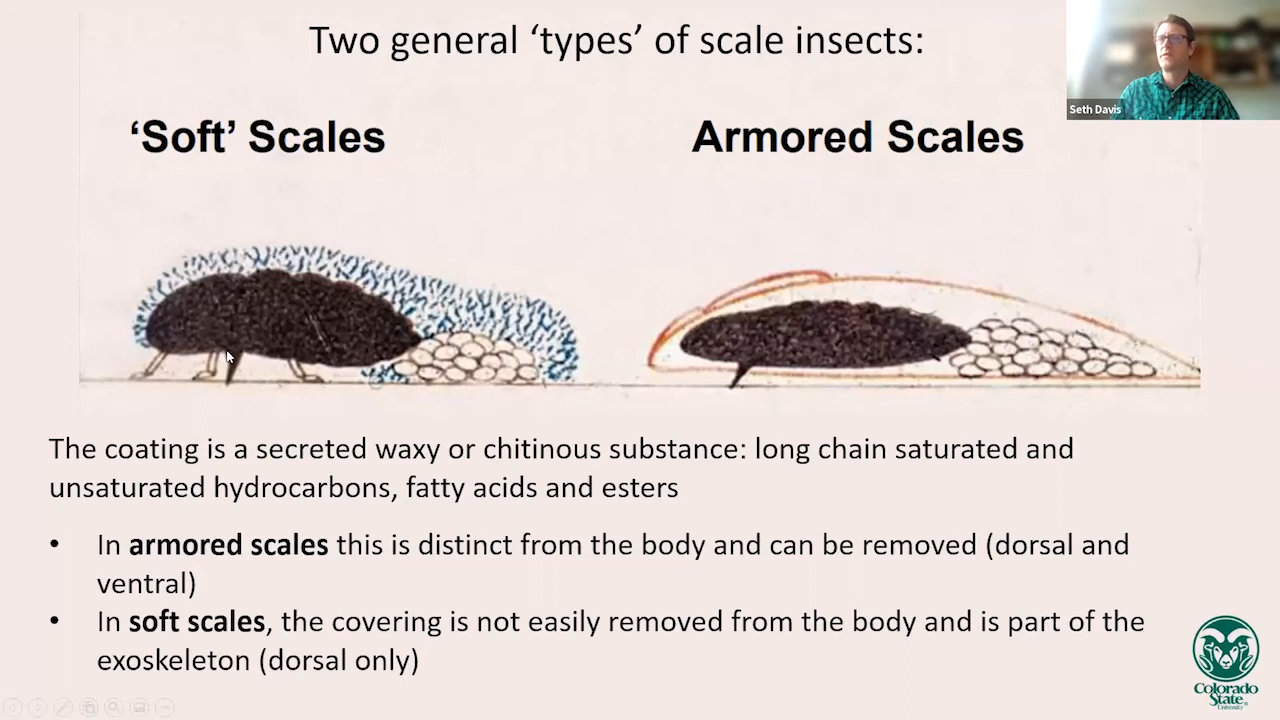 Two general ‘types’ of scale insects:
Seth Davis
‘Soft’ Scales
Armored Scales
The coating is a secreted waxy or chitinous substance: long chain saturated and
unsaturated hydrocarbons, fatty acids and esters
• In armored scales this is distinct from the body and can be removed (dorsal and
ventral)
• In soft scales, the covering is not easily removed from the body and is part of the
exoskeleton (dorsal only)
Colorado
State
University